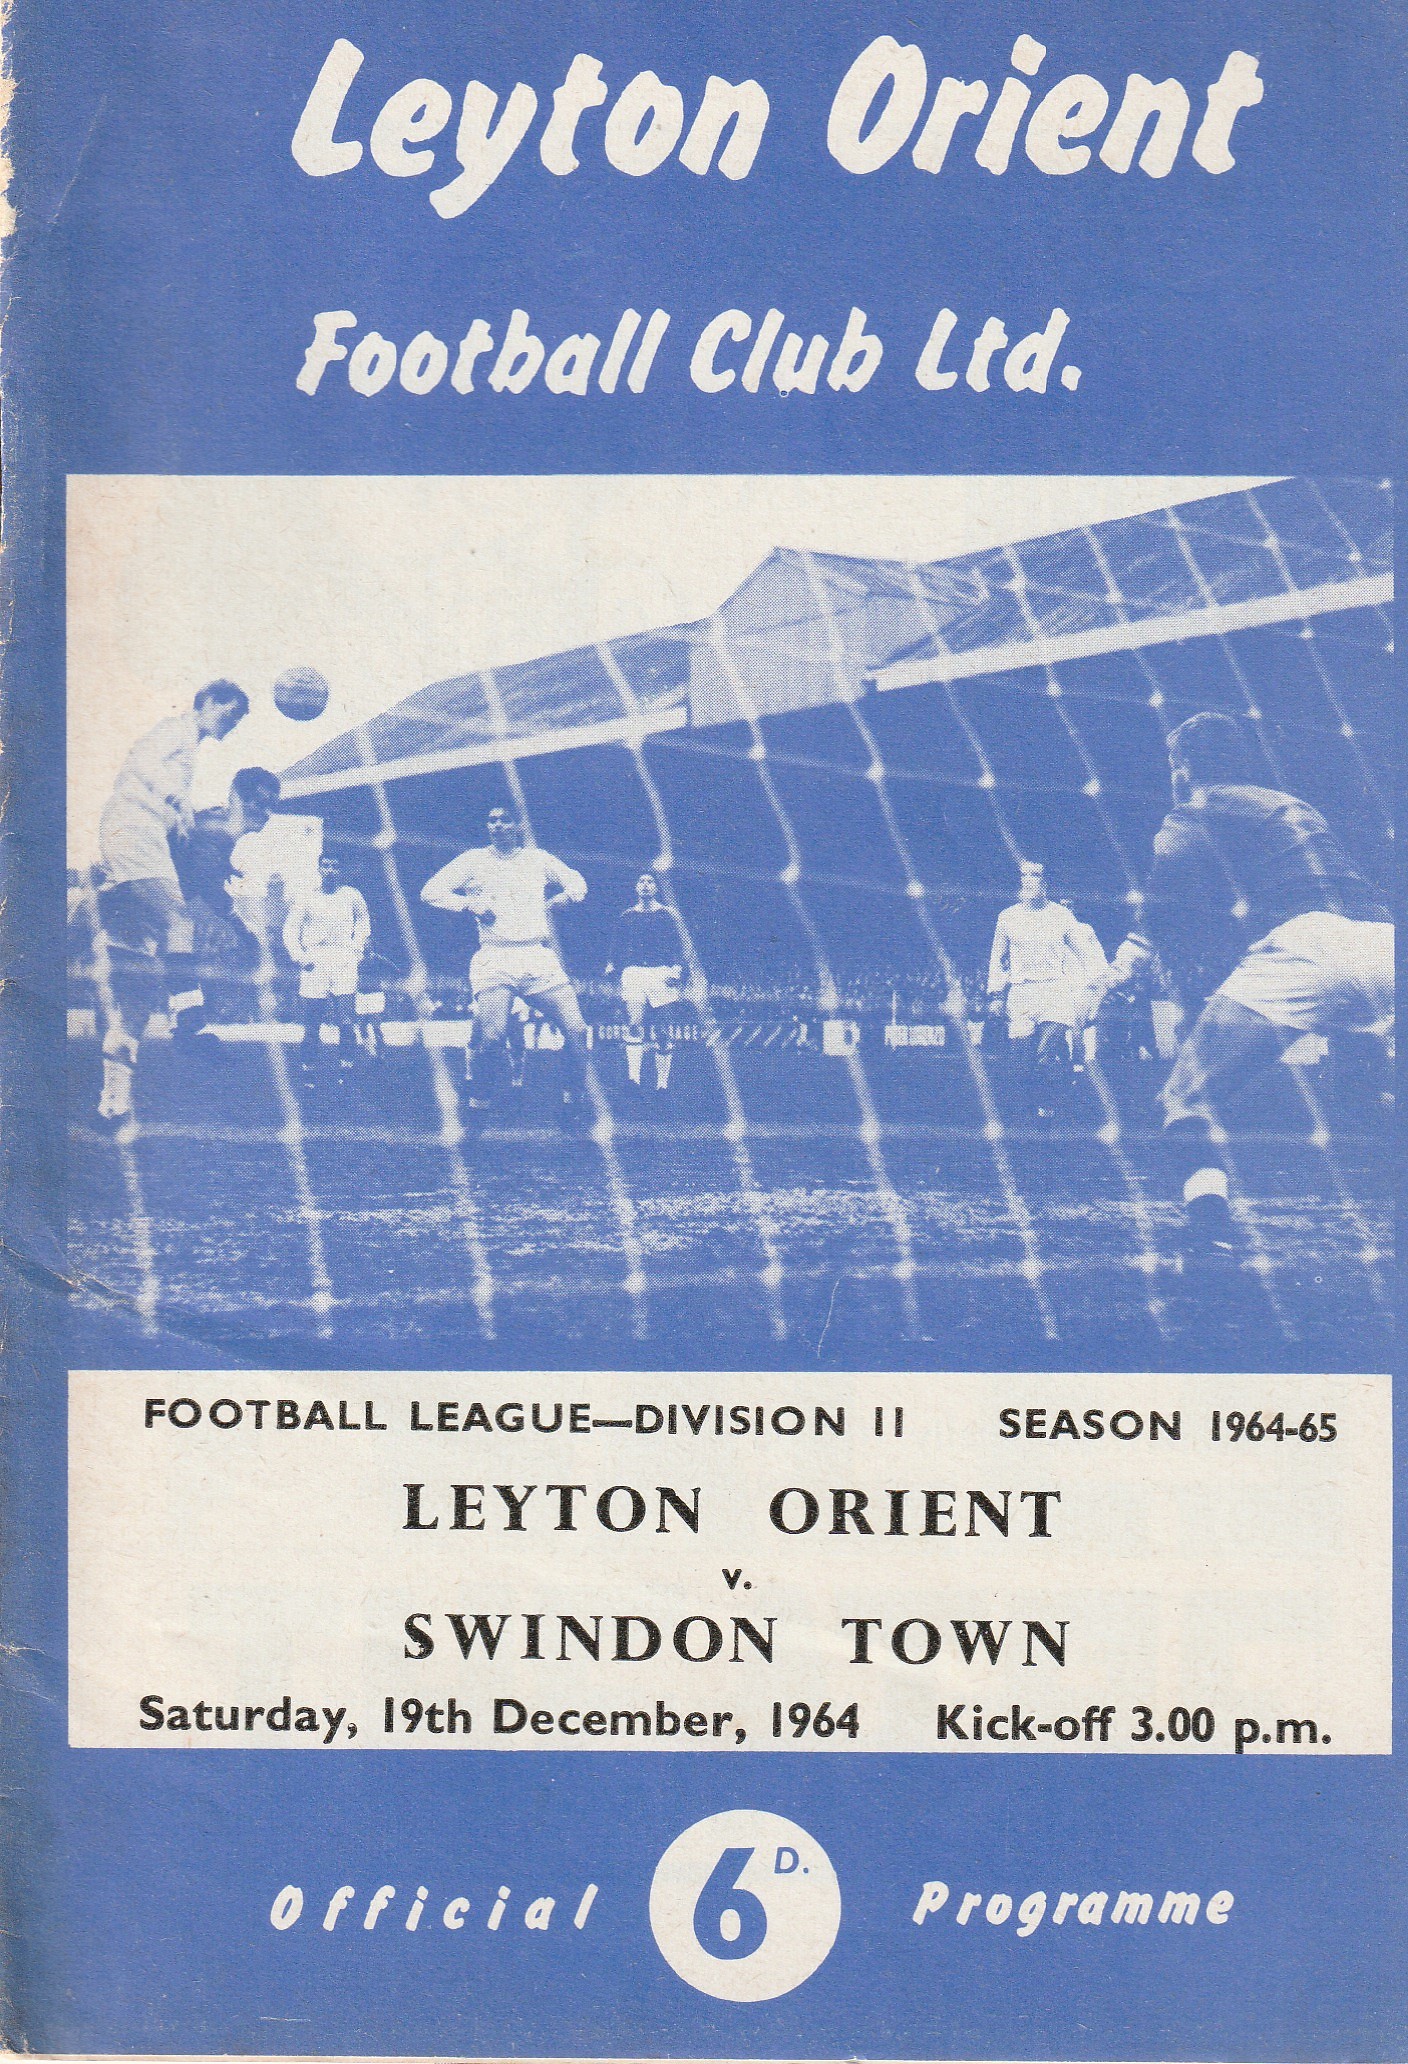 Leyton Orient
Football Club Ltd.
FOOTBALL LEAGUE—DIVISION II SEASON 1964-65
LEYTON ORIENT
v.
SWINDON TOWN
Saturday, 19th December, 1964 Kick-off 3.00 p.m.
Official 6D. Programme